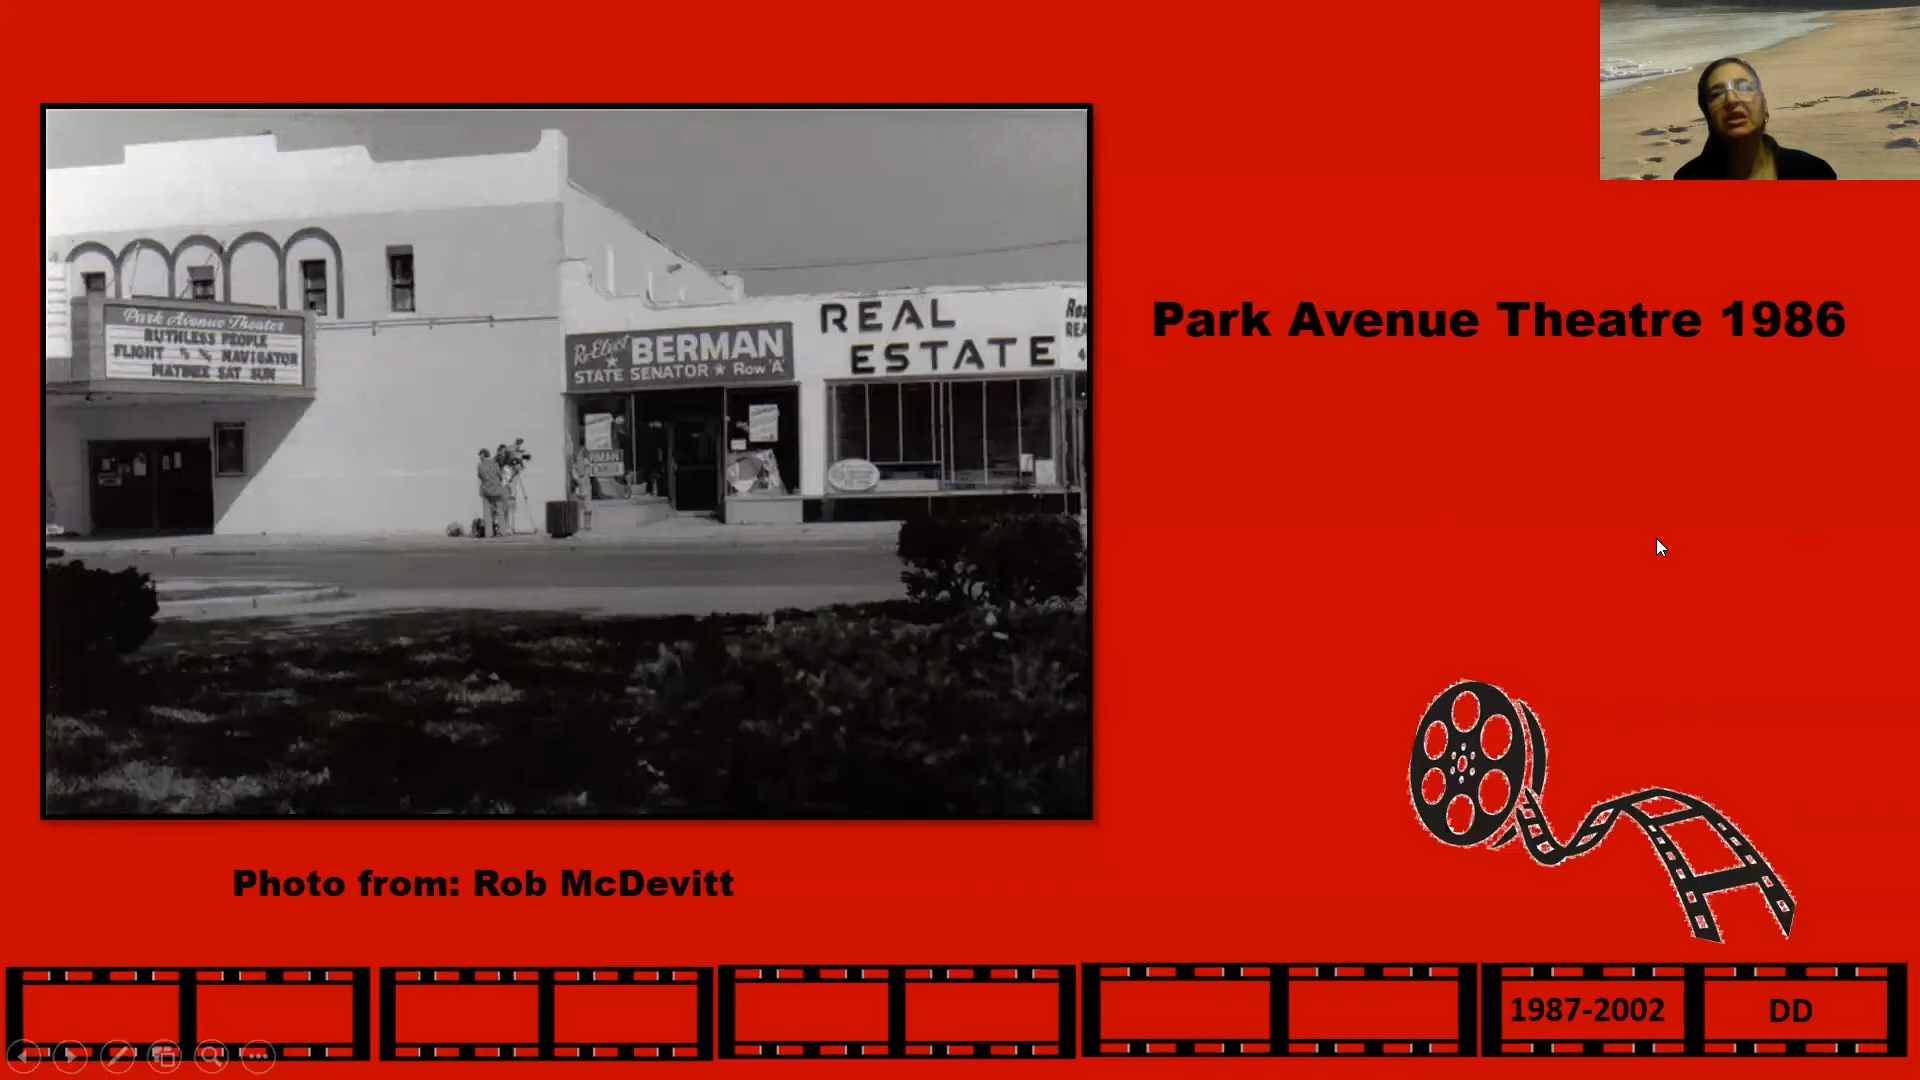 Park Avenue Theater
RUTHLESS PEOPLE
FLIGHT NAVIGATOR
MATINEE SAT SUN
Re-Elect BERMAN
STATE SENATOR ★ Row 'A'
REAL
ESTATE
Park Avenue Theatre 1986
Photo from: Rob McDevitt
1987-2002
DD